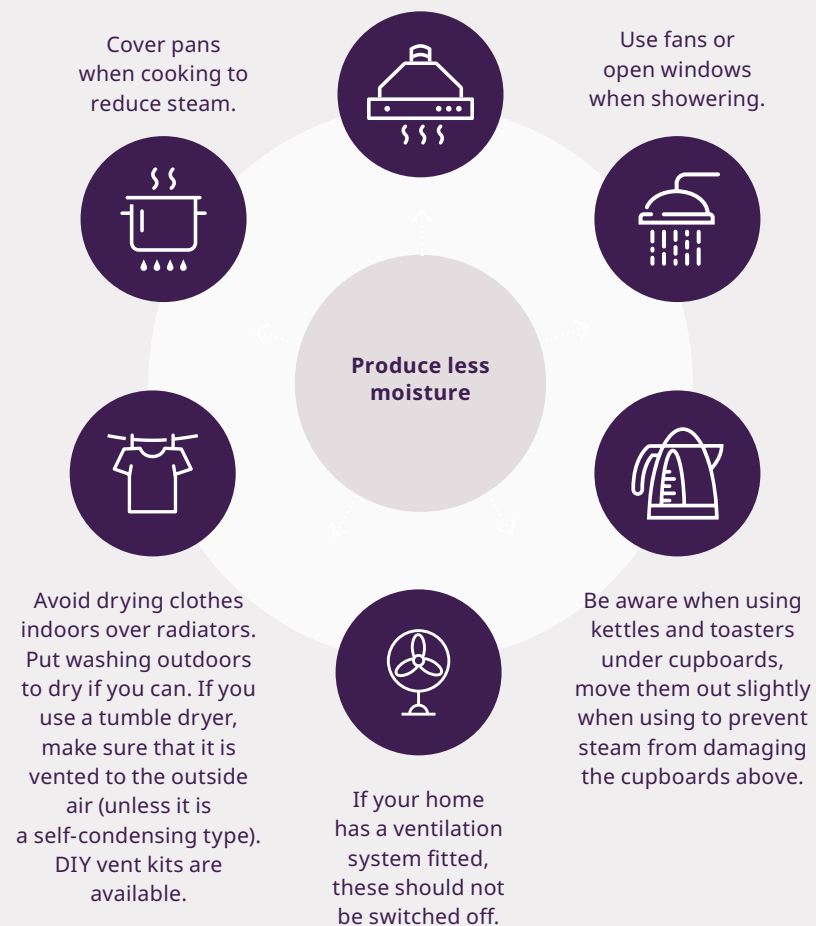 Cover pans
when cooking to
reduce steam.
Use fans or
open windows
when showering.
Produce less
moisture
Avoid drying clothes
indoors over radiators.
Put washing outdoors
to dry if you can. If you
use a tumble dryer,
make sure that it is
vented to the outside
air (unless it is
a self-condensing type).
DIY vent kits are
available.
If your home
has a ventilation
system fitted,
these should not
be switched off.
Be aware when using
kettles and toasters
under cupboards,
move them out slightly
when using to prevent
steam from damaging
the cupboards above.